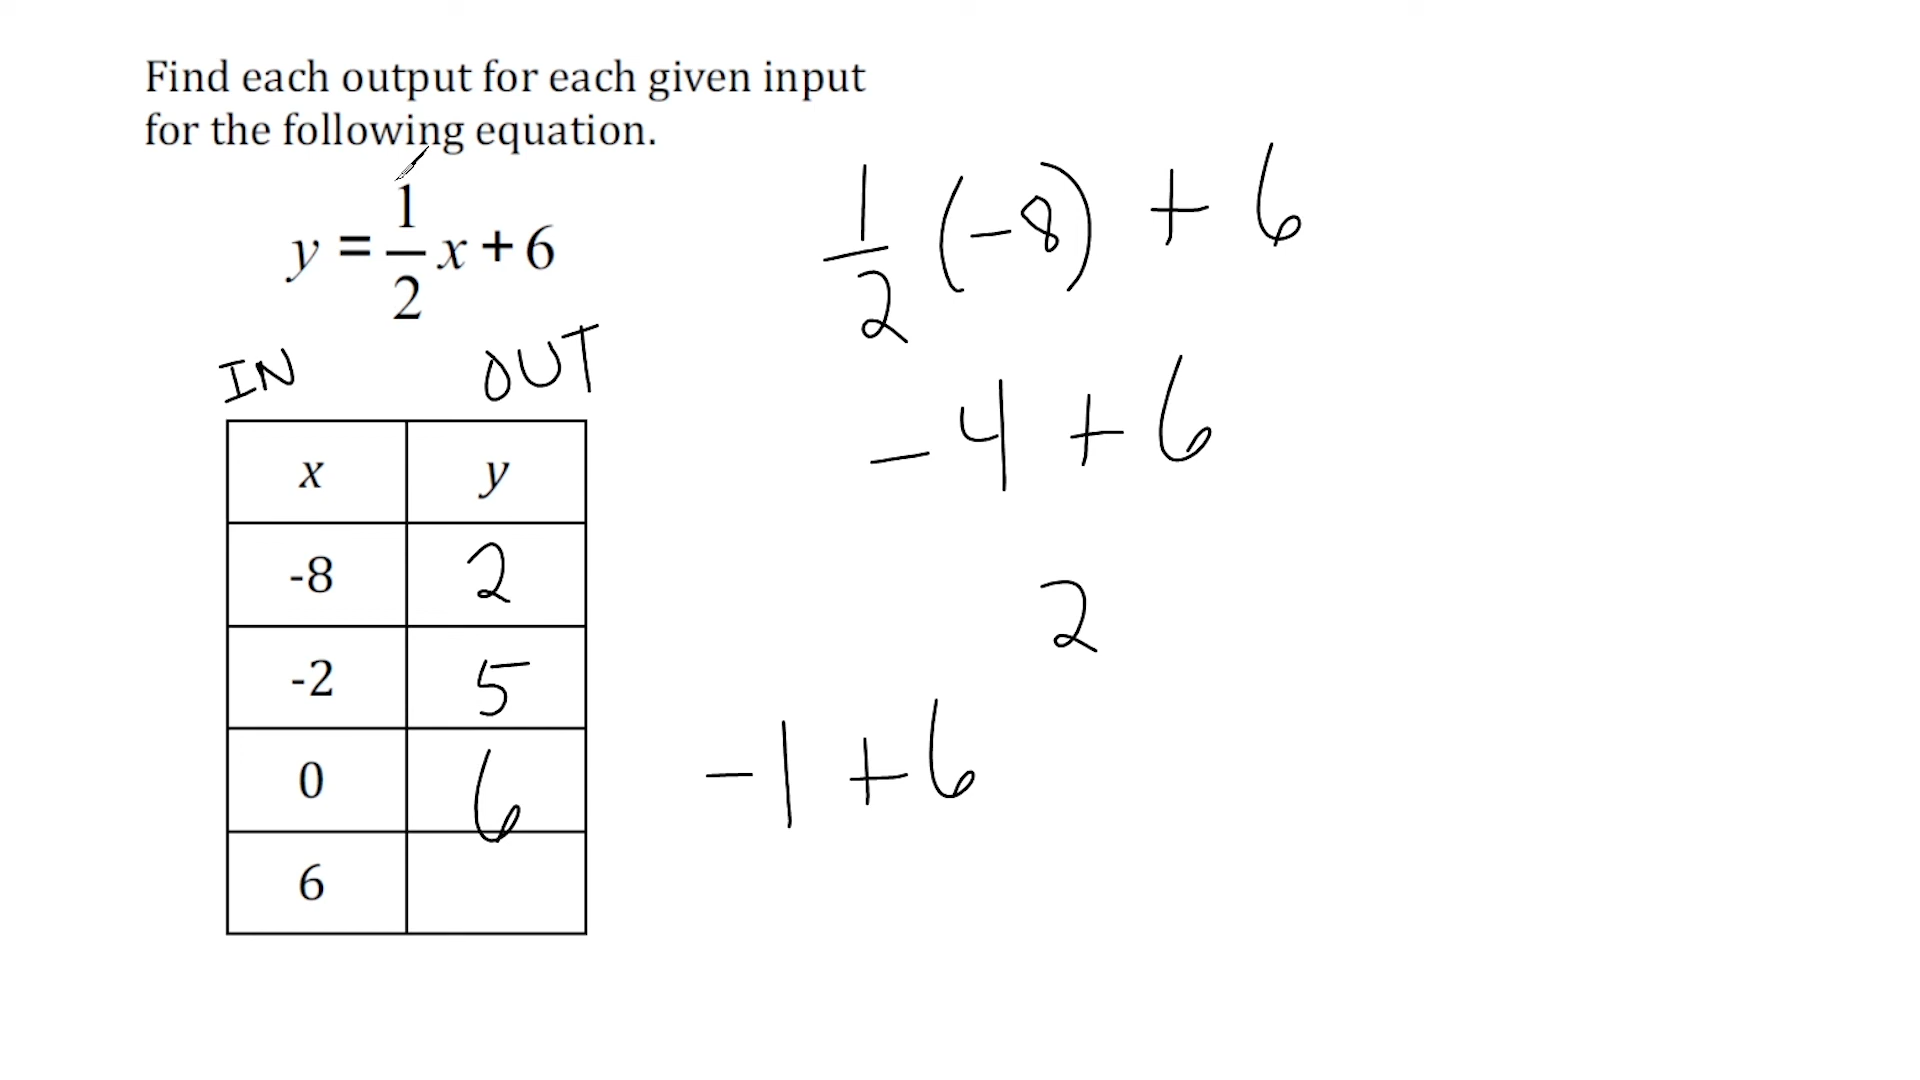 Find each output for each given input
for the following equation.
y = 1/2 x + 6
IN OUT
x y
-8 2
-2 5
0 6
6
1/2 (-8) + 6
-4 + 6
2
-1 + 6